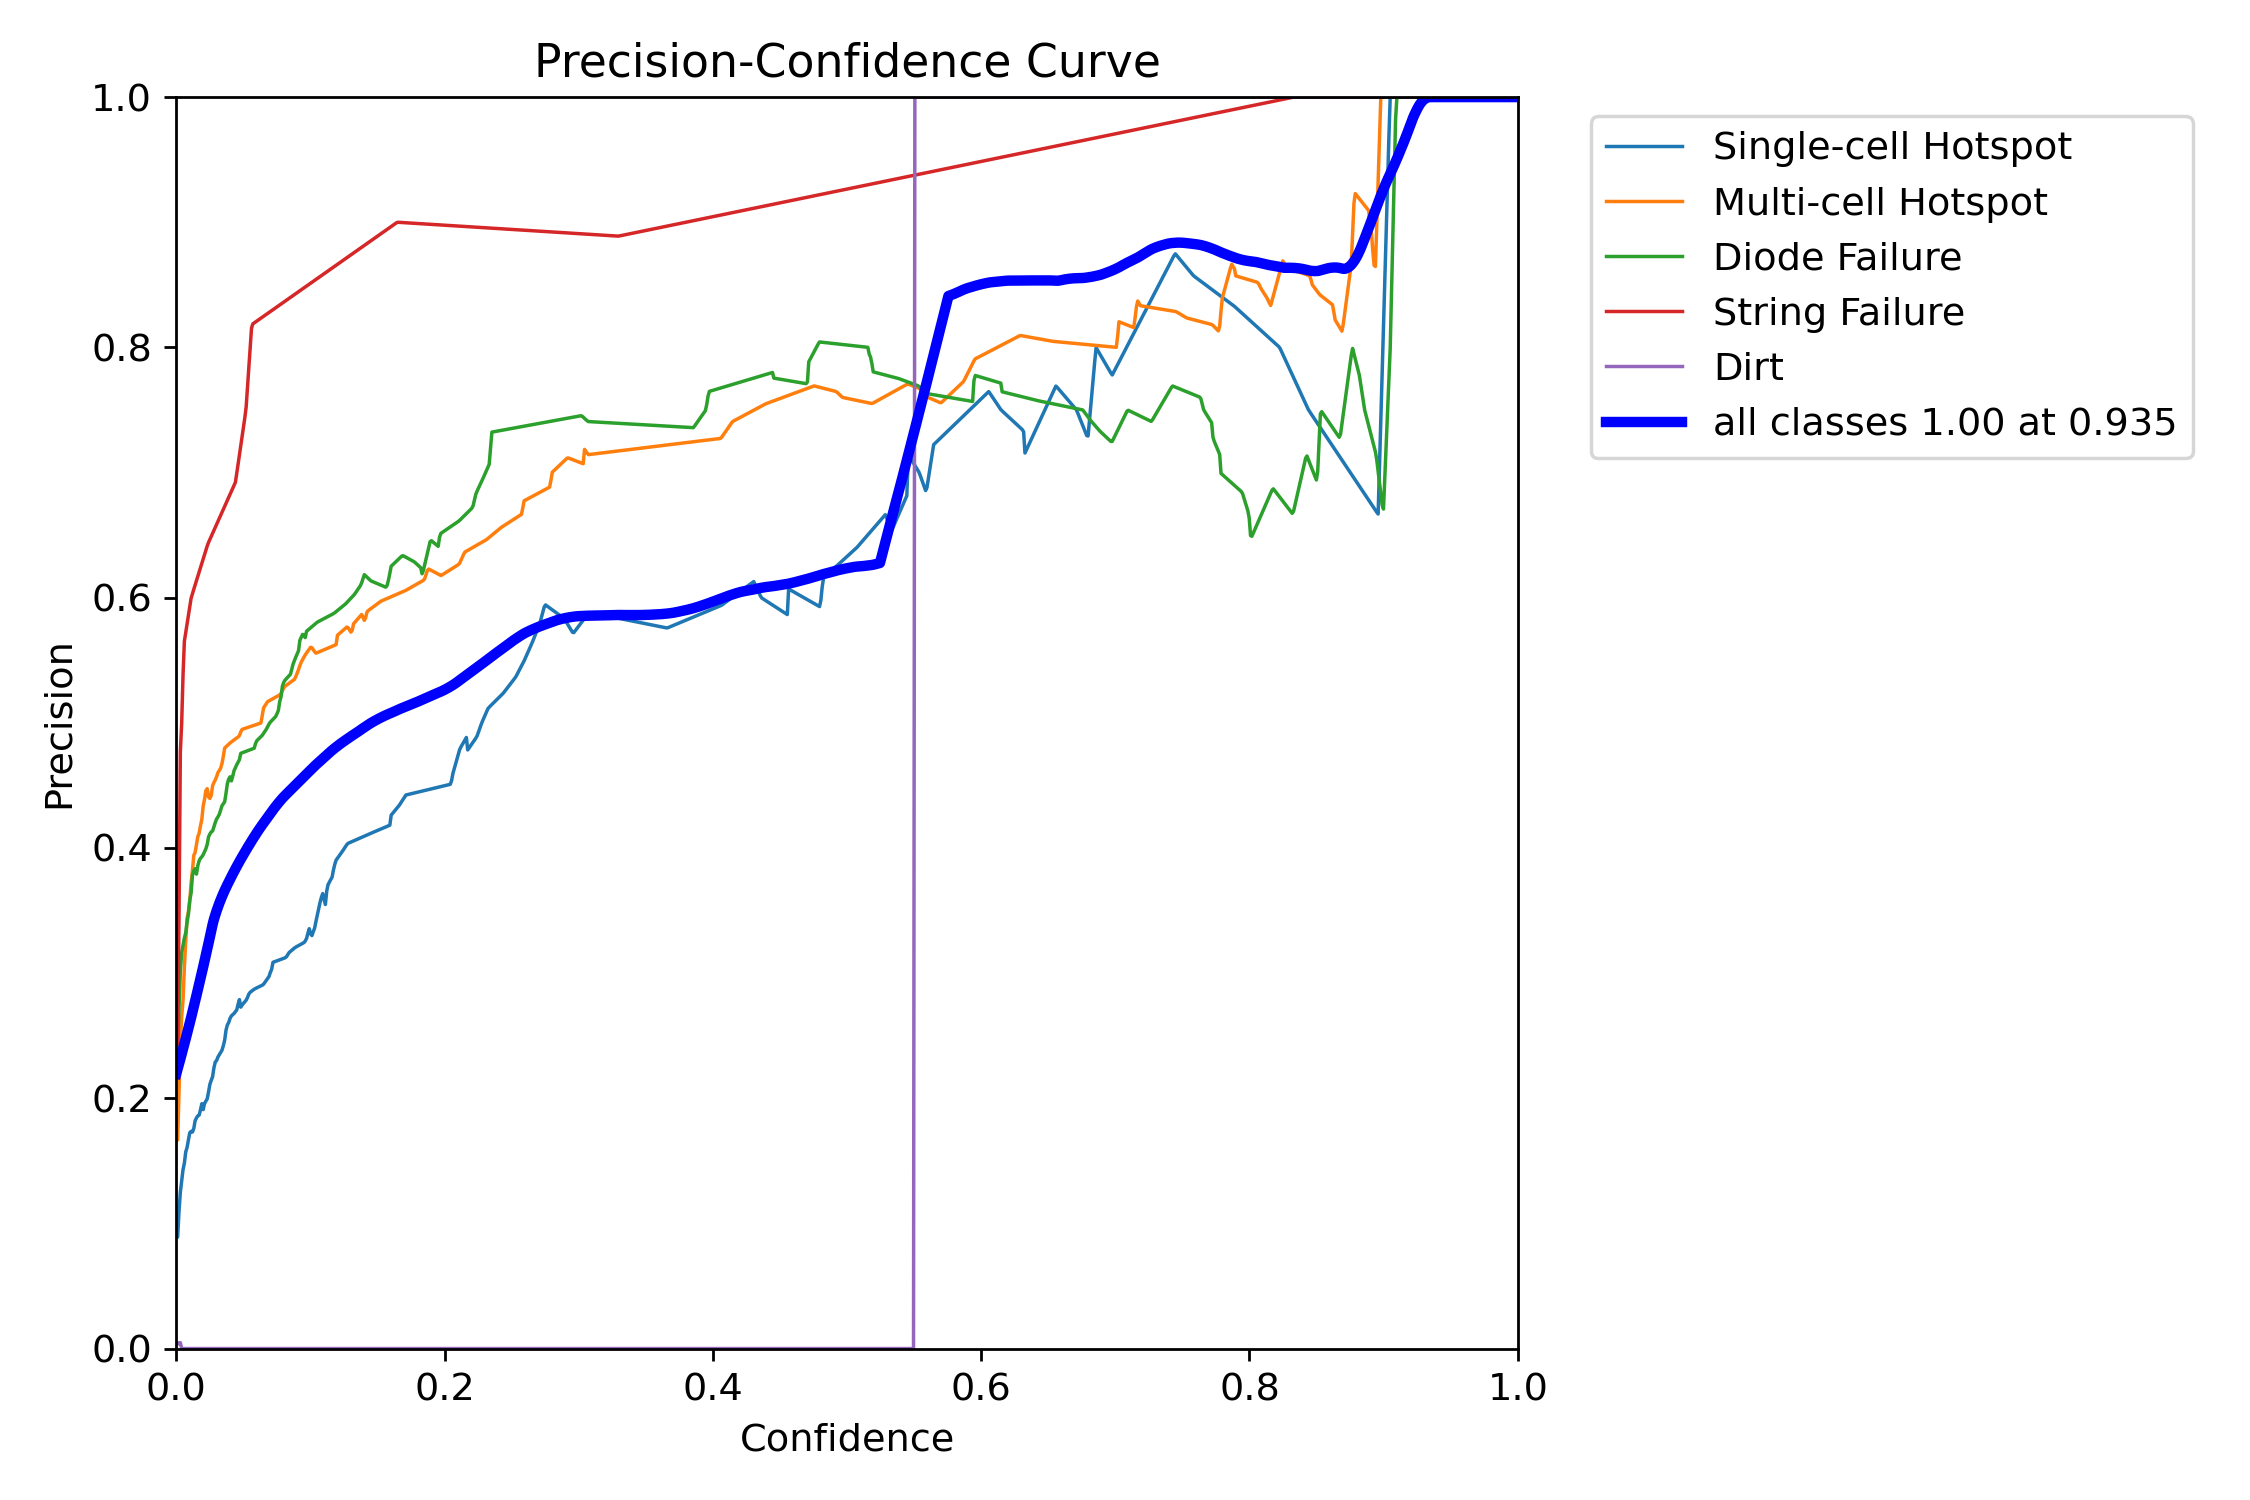 Precision-Confidence Curve
1.0
0.8
0.6
0.4
0.2
0.0
Precision
0.0 0.2 0.4 0.6 0.8 1.0
Confidence
Single-cell Hotspot
Multi-cell Hotspot
Diode Failure
String Failure
Dirt
all classes 1.00 at 0.935